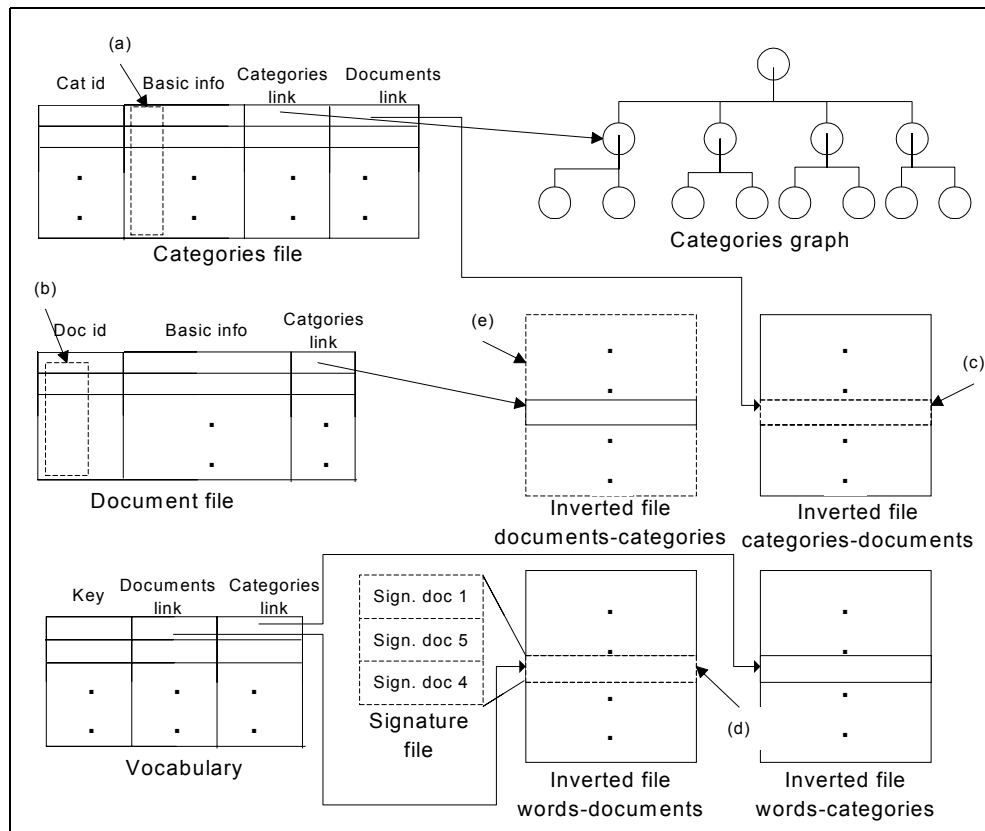 (a)
Cat id
Basic info
Categories
link
Documents
link
Categories file
Categories graph
(b)
Doc id
Basic info
Catgories
link
Document file
(e)
(c)
Inverted file
documents-categories
Inverted file
categories-documents
Key
Documents
link
Categories
link
Vocabulary
Sign. doc 1
Sign. doc 5
Sign. doc 4
Signature
file
(d)
Inverted file
words-documents
Inverted file
words-categories